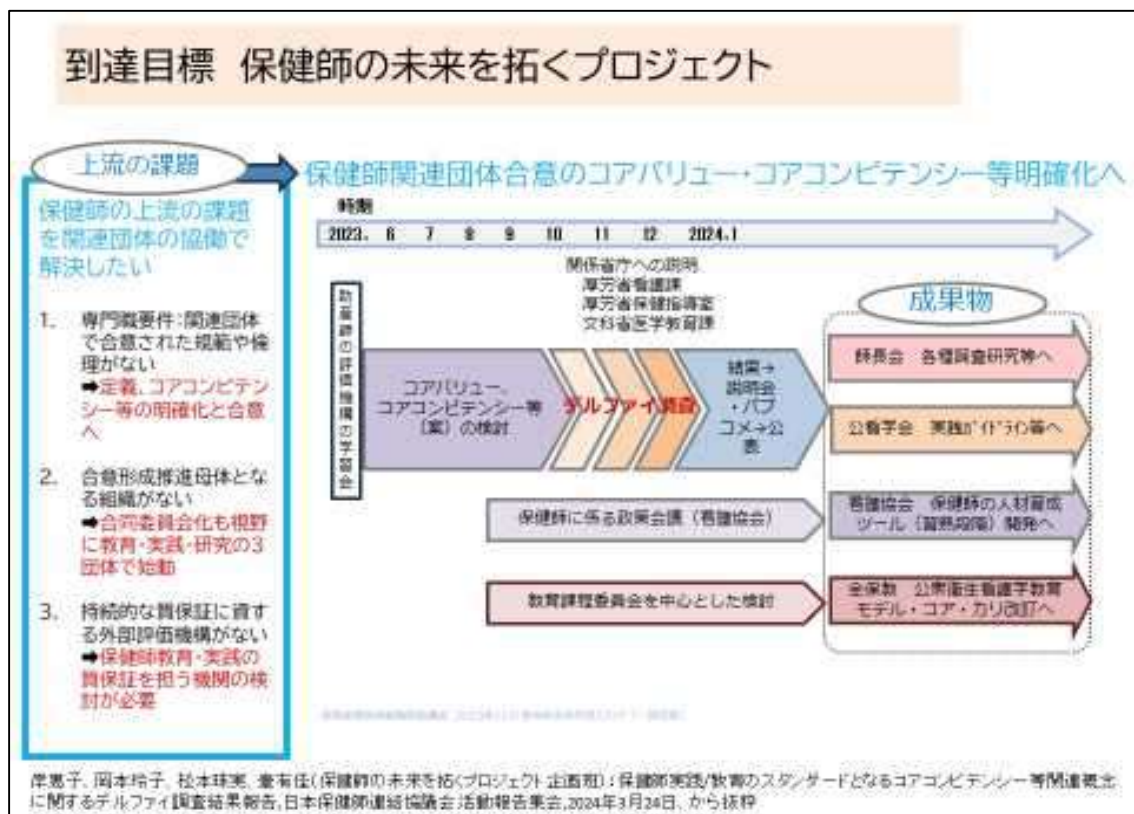 到達目標 保健師の未来を拓くプロジェクト
上流の課題
保健師関連団体合意のコアバリュー・コアコンピテンシー等明確化へ
保健師の上流の課題
を関連団体の協働で
解決したい
1. 専門職要件:関連団体
で合意された規範や倫
理がない
➡定義、コアコンピテン
シー等の明確化と合意
へ
2. 合意形成推進母体とな
る組織がない
➡合同委員会化も視野
に教育・実践・研究の3
団体で始動
3. 持続的な質保証に資す
る外部評価機構がない
➡保健師教育・実践の
質保証を担う機関の検
討が必要
時期
2023. 6 7 8 9 10 11 12 2024.1
関係省庁への説明
厚労省看護課
厚労省保健指導室
文科省医学教育課
助産師の評価機構の学習会
コアバリュー、
コアコンピテンシー等
(案)の検討
デルファイ調査
結果→
説明会
・パブ
コメ→公
表
保健師に係る政策会議(看護協会)
教育課程委員会を中心とした検討
成果物
師長会 各種調査研究等へ
公看学会 実践ガイドライン等へ
看護協会 保健師の人材育成
ツール(習熟段階)開発へ
全保教 公衆衛生看護学教育
モデル・コア・カリ改訂へ
岸恵子、岡本玲子、松本珠実、臺有佳(保健師の未来を拓くプロジェクト企画班):保健師実践/教育のスタンダードとなるコアコンピテンシー等関連概念
に関するデルファイ調査結果報告,日本保健師連絡協議会 活動報告集会,2024年3月24日、から抜粋